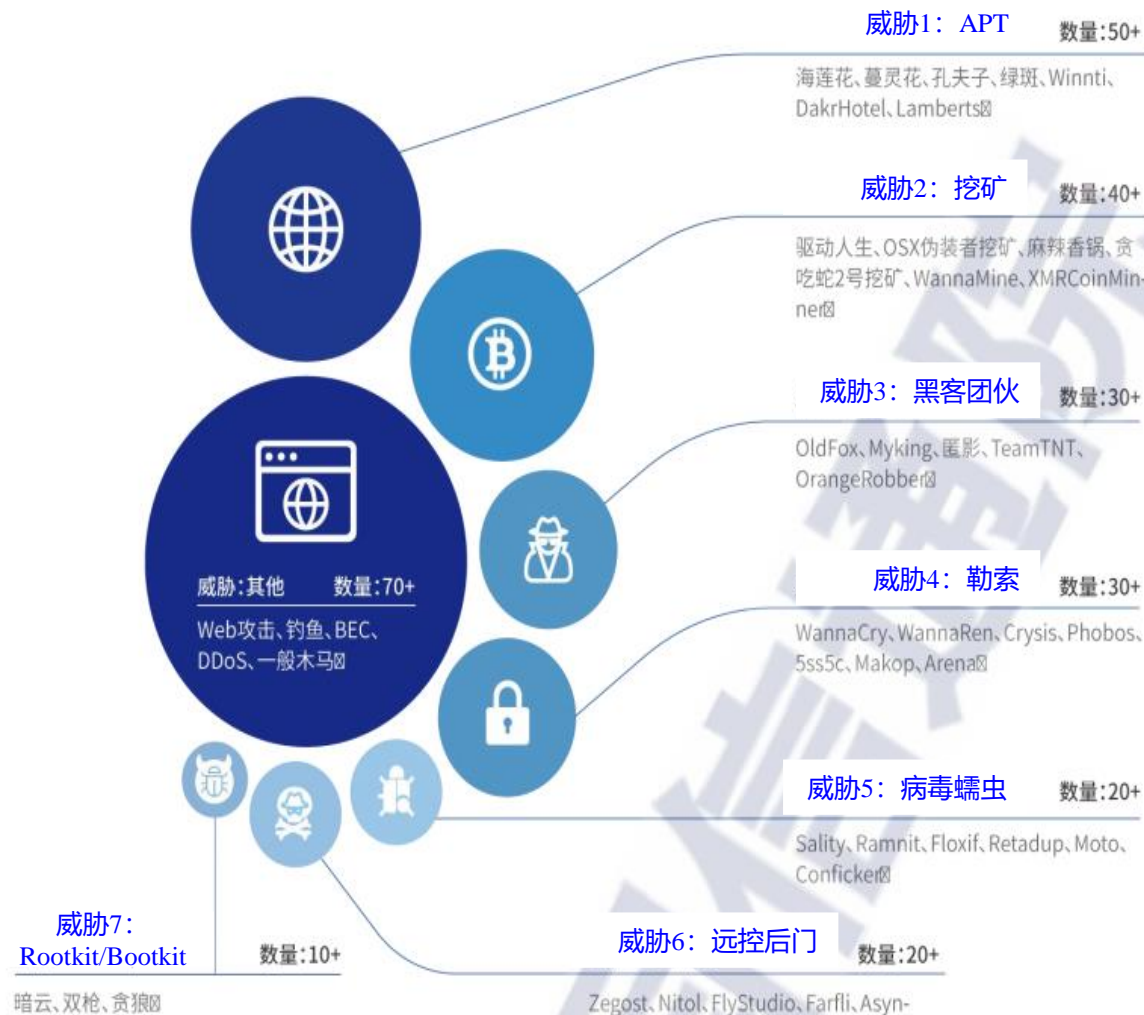 威胁1：APT
数量:50+
海莲花、蔓灵花、孔夫子、绿斑、Winnti、
DakrHotel、Lamberts
威胁2：挖矿
数量:40+
驱动人生、OSX伪装者挖矿、麻辣香锅、贪
吃蛇2号挖矿、WannaMine、XMRCoinMin-
ner
威胁3：黑客团伙
数量:30+
OldFox、Myking、匿影、TeamTNT、
OrangeRobber
威胁:其他
数量:70+
Web攻击、钓鱼、BEC、
DDoS、一般木马
威胁4：勒索
数量:30+
WannaCry、WannaRen、Crysis、Phobos、
5ss5c、Makop、Arena
威胁5：病毒蠕虫
数量:20+
Sality、Ramnit、Floxif、Retadup、Moto、
Conficker
威胁7：
Rootkit/Bootkit
数量:10+
暗云、双枪、贪狼
威胁6：远控后门
数量:20+
Zegost、Nitol、FlyStudio、Farfli、Asyn-